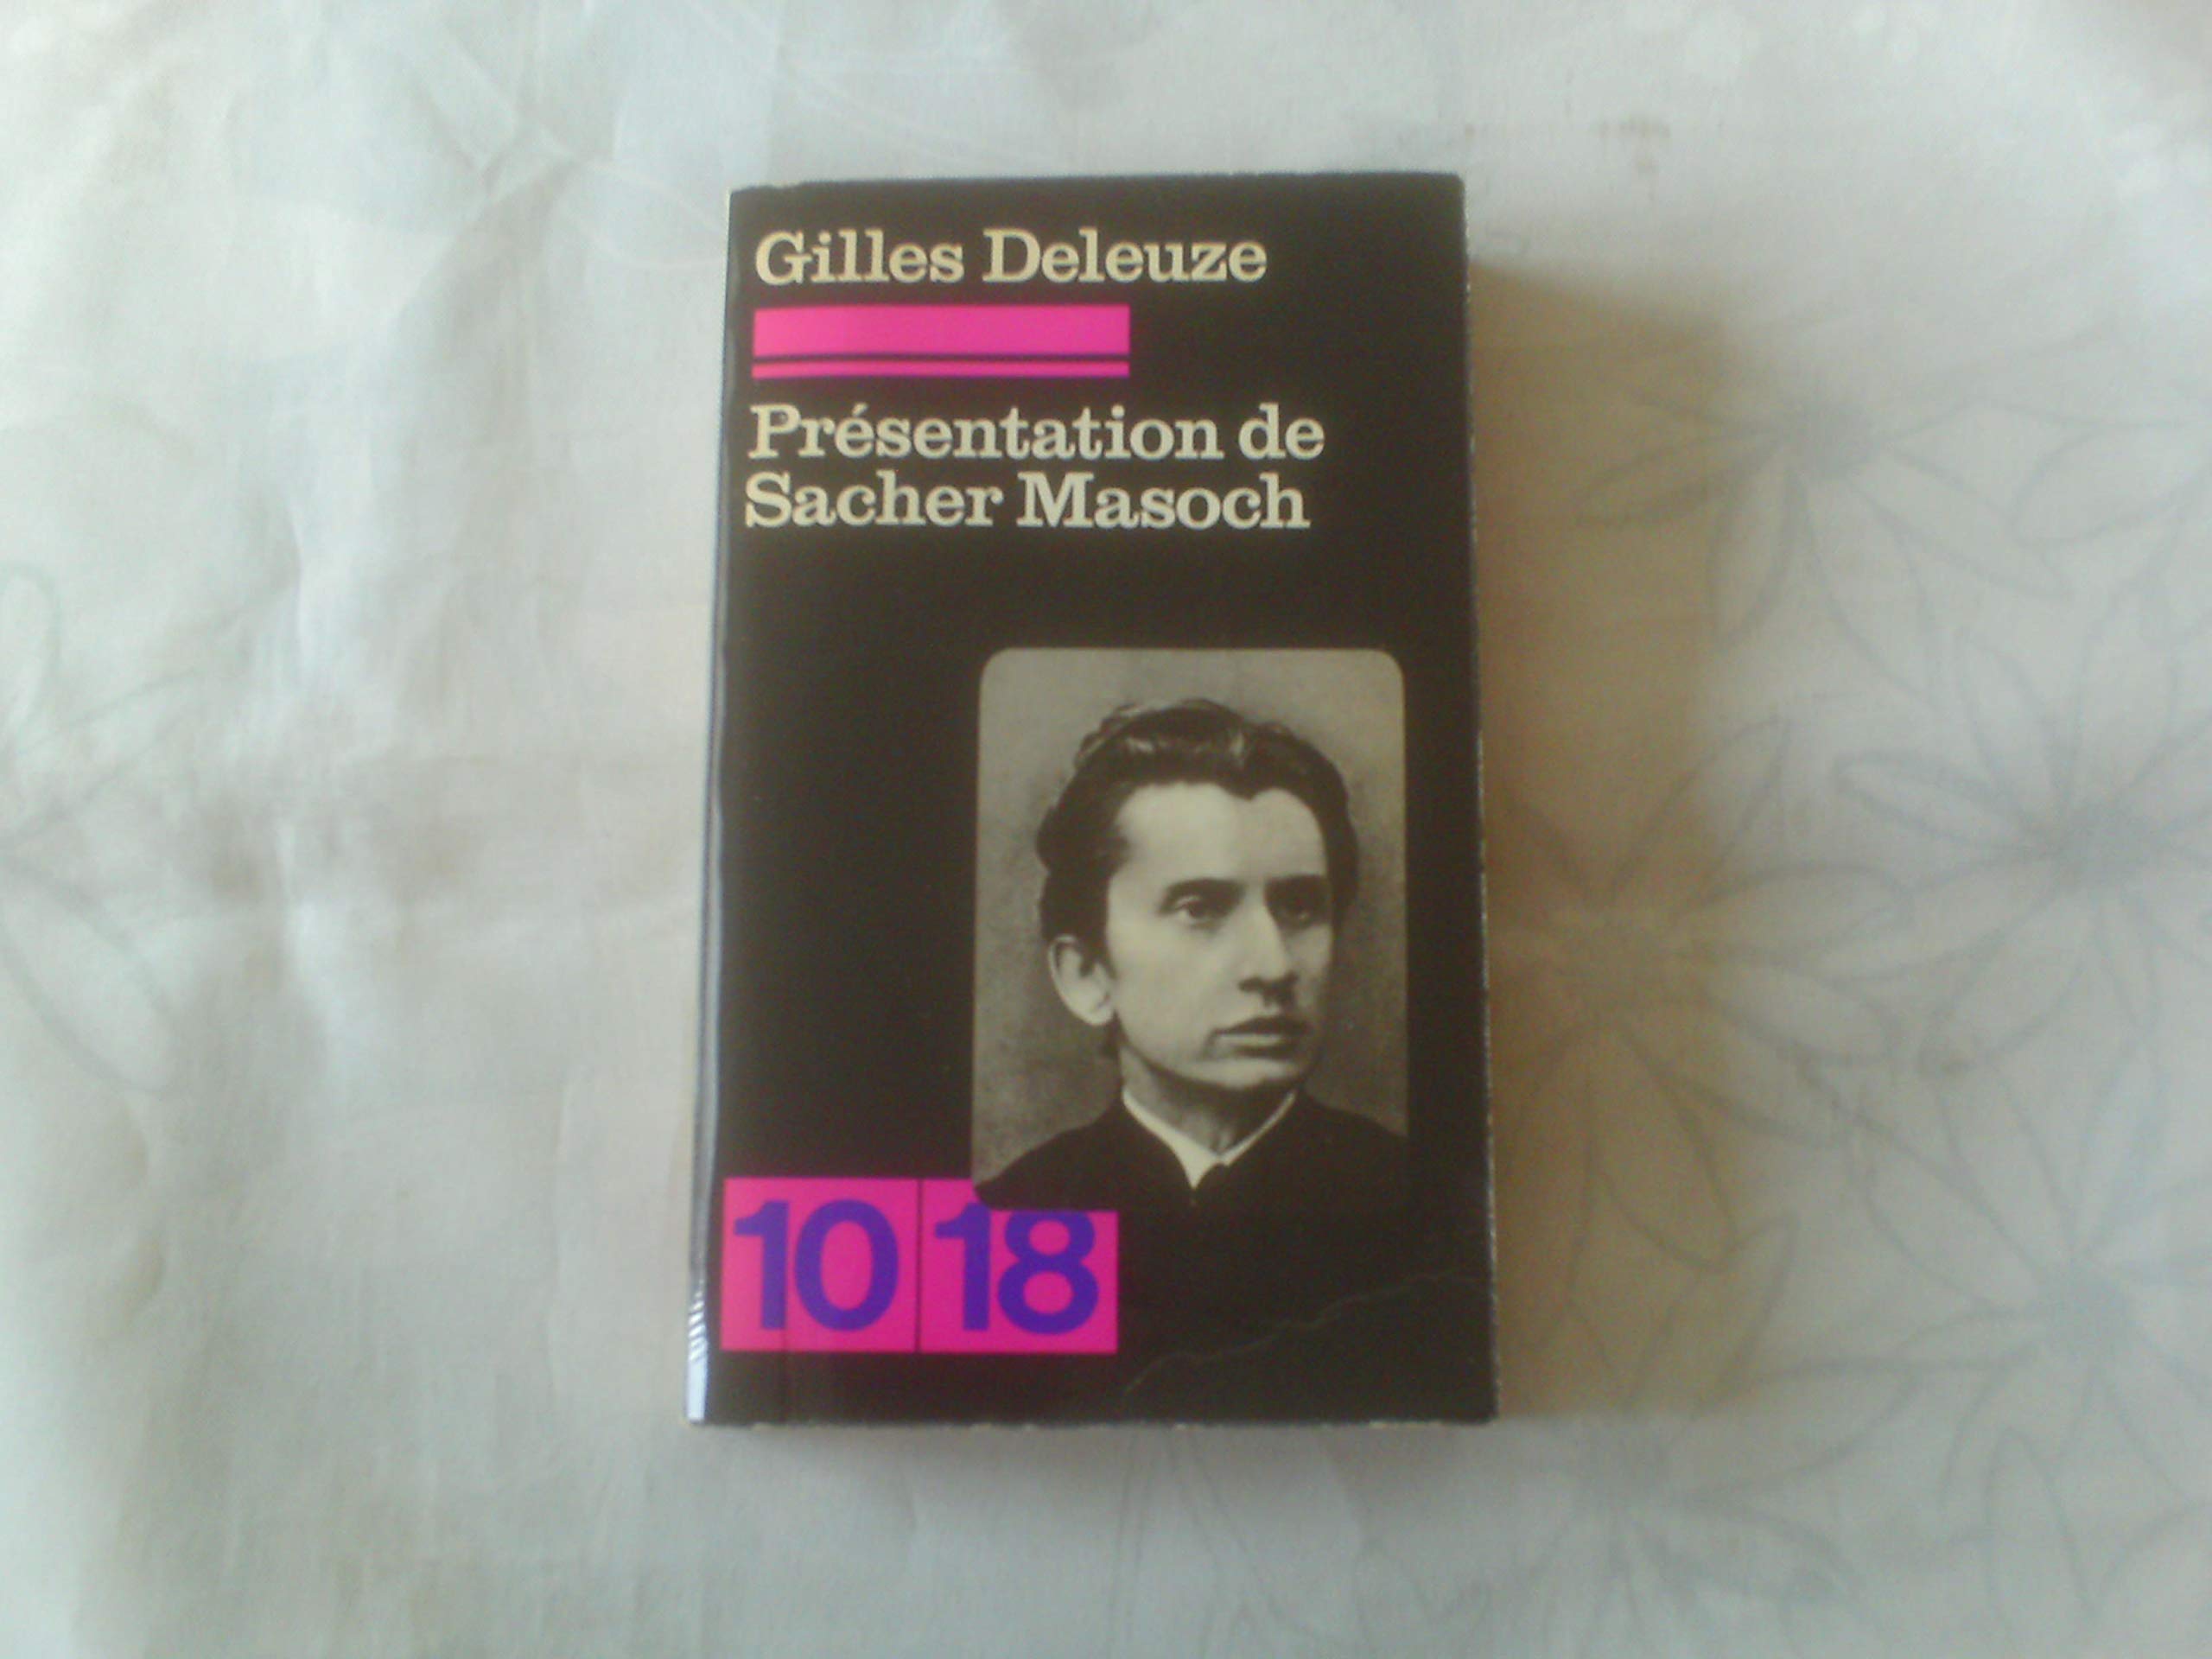 Gilles Deleuze
Présentation de
Sacher Masoch
10 18